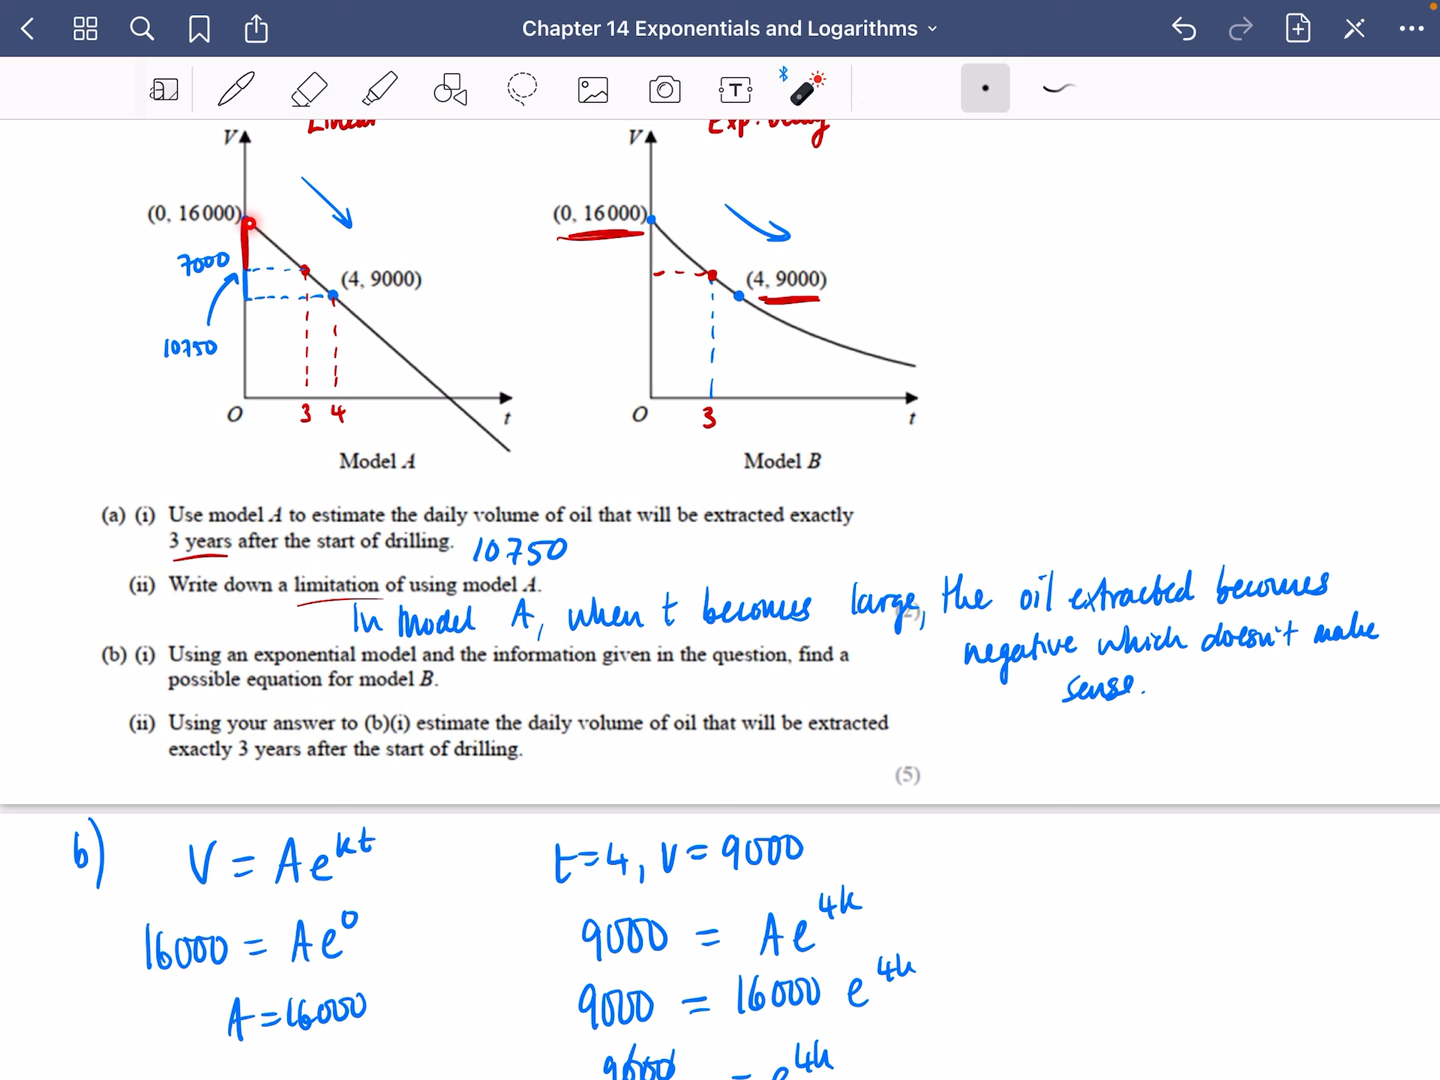 Chapter 14 Exponentials and Logarithms
Linear
Exp. decay
V
V
(0, 16 000)
(0, 16 000)
7000
(4, 9000)
(4, 9000)
10750
O
3
4
t
O
3
t
Model A
Model B
(a) (i) Use model A to estimate the daily volume of oil that will be extracted exactly
3 years after the start of drilling. 10750
(ii) Write down a limitation of using model A.
In model A, when t becomes large, the oil extracted becomes
negative which doesn't make
sense.
(b) (i) Using an exponential model and the information given in the question, find a
possible equation for model B.
(ii) Using your answer to (b)(i) estimate the daily volume of oil that will be extracted
exactly 3 years after the start of drilling.
(5)
b) V = Ae^kt
t=4, V=9000
16000 = Ae^0
9000 = Ae^4k
A=16000
9000 = 16000 e^4k
9000 = e^4k